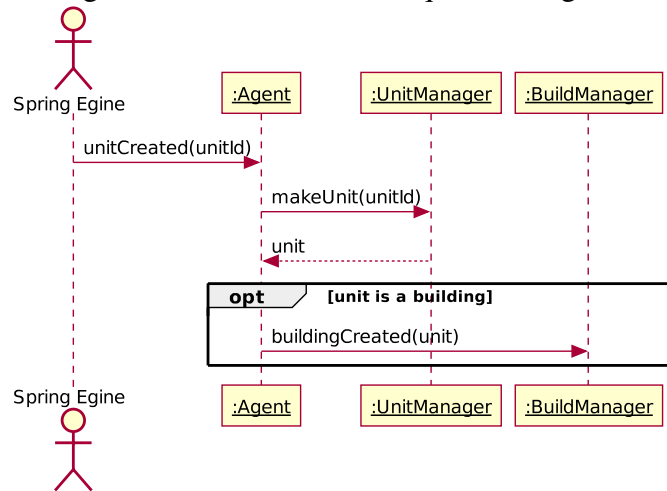 Spring Egine
:Agent
:UnitManager
:BuildManager
unitCreated(unitId)
makeUnit(unitId)
unit
opt
[unit is a building]
buildingCreated(unit)
Spring Egine
:Agent
:UnitManager
:BuildManager